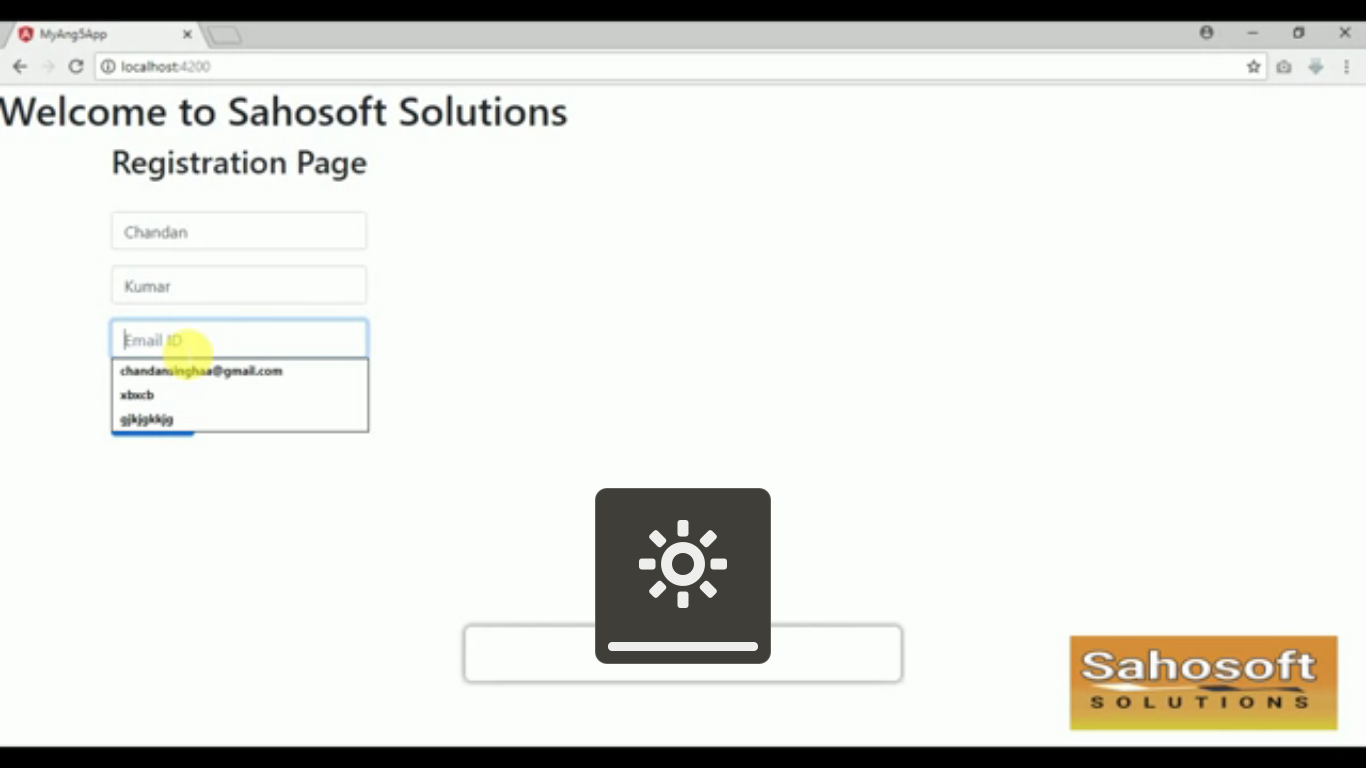 MyAng5App
localhost:4200
Welcome to Sahosoft Solutions
Registration Page
Chandan
Kumar
Email ID
chandansinghaa@gmail.com
xbxcb
gjkjgkkjg
Sahosoft
SOLUTIONS